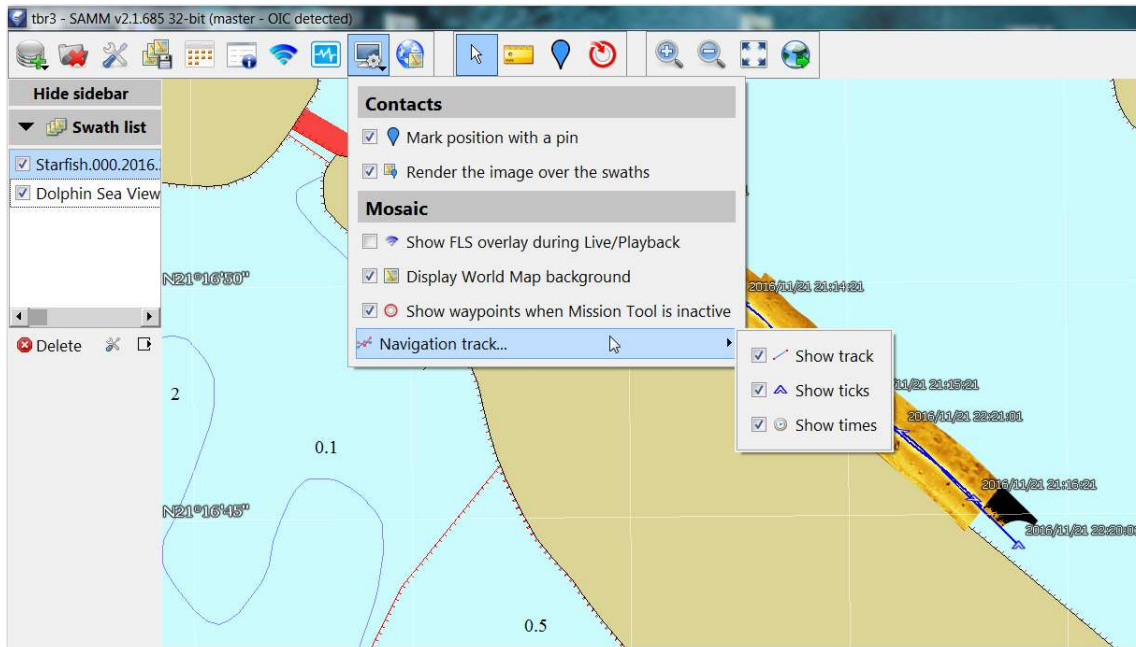 tbr3 - SAMM v2.1.685 32-bit (master - OIC detected)
Hide sidebar
Swath list
Starfish.000.2016.
Dolphin Sea View
Delete
Contacts
Mark position with a pin
Render the image over the swaths
Mosaic
Show FLS overlay during Live/Playback
Display World Map background
Show waypoints when Mission Tool is inactive
Navigation track...
Show track
Show ticks
Show times
N21°16'50"
2016/11/21 21:14:21
11/21 21:15:21
2
2016/11/21 22:21:01
0.1
2016/11/21 21:16:21
N21°16'45"
2016/11/21 22:20:0
0.5